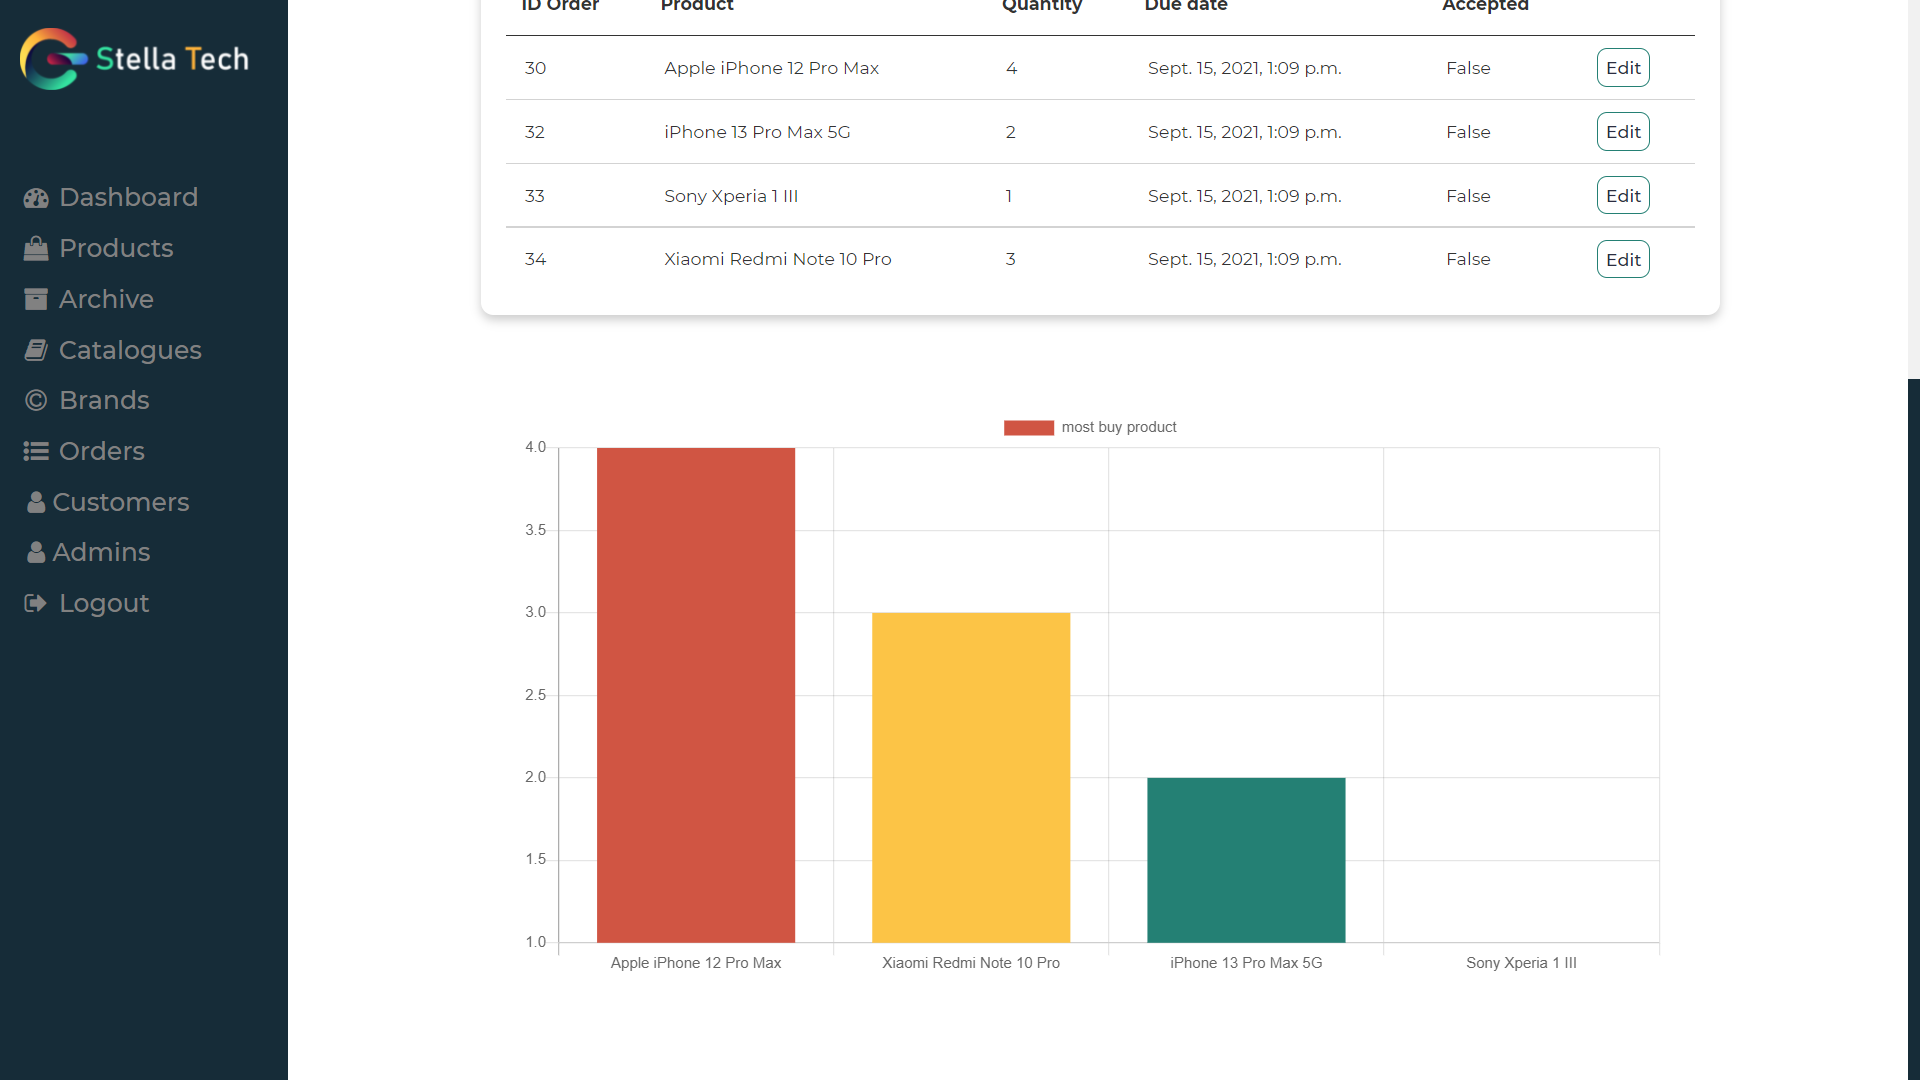 Stella Tech
Dashboard
Products
Archive
Catalogues
Brands
Orders
Customers
Admins
Logout
ID Order Product Quantity Due date Accepted
30 Apple iPhone 12 Pro Max 4 Sept. 15, 2021, 1:09 p.m. False Edit
32 iPhone 13 Pro Max 5G 2 Sept. 15, 2021, 1:09 p.m. False Edit
33 Sony Xperia 1 III 1 Sept. 15, 2021, 1:09 p.m. False Edit
34 Xiaomi Redmi Note 10 Pro 3 Sept. 15, 2021, 1:09 p.m. False Edit
most buy product
4.0
3.5
3.0
2.5
2.0
1.5
1.0
Apple iPhone 12 Pro Max Xiaomi Redmi Note 10 Pro iPhone 13 Pro Max 5G Sony Xperia 1 III